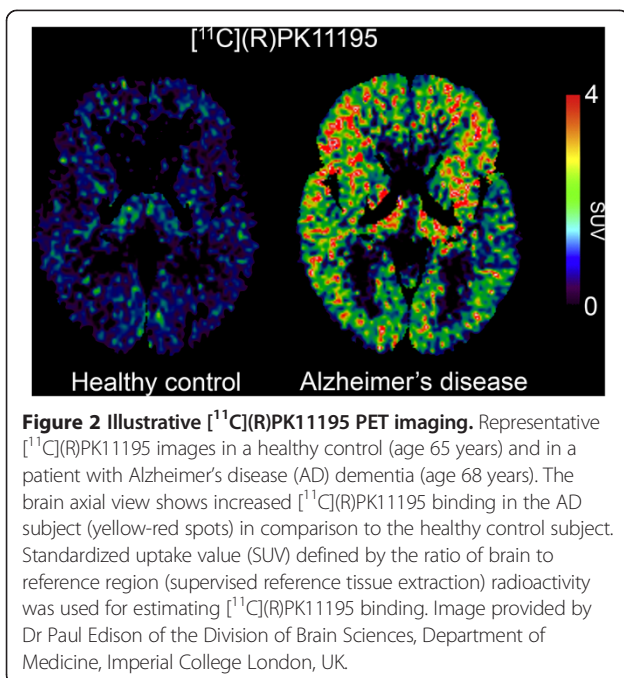 [¹¹C](R)PK11195
4
SUV
0
Healthy control
Alzheimer's disease
Figure 2 Illustrative [¹¹C](R)PK11195 PET imaging. Representative
[¹¹C](R)PK11195 images in a healthy control (age 65 years) and in a
patient with Alzheimer's disease (AD) dementia (age 68 years). The
brain axial view shows increased [¹¹C](R)PK11195 binding in the AD
subject (yellow-red spots) in comparison to the healthy control subject.
Standardized uptake value (SUV) defined by the ratio of brain to
reference region (supervised reference tissue extraction) radioactivity
was used for estimating [¹¹C](R)PK11195 binding. Image provided by
Dr Paul Edison of the Division of Brain Sciences, Department of
Medicine, Imperial College London, UK.